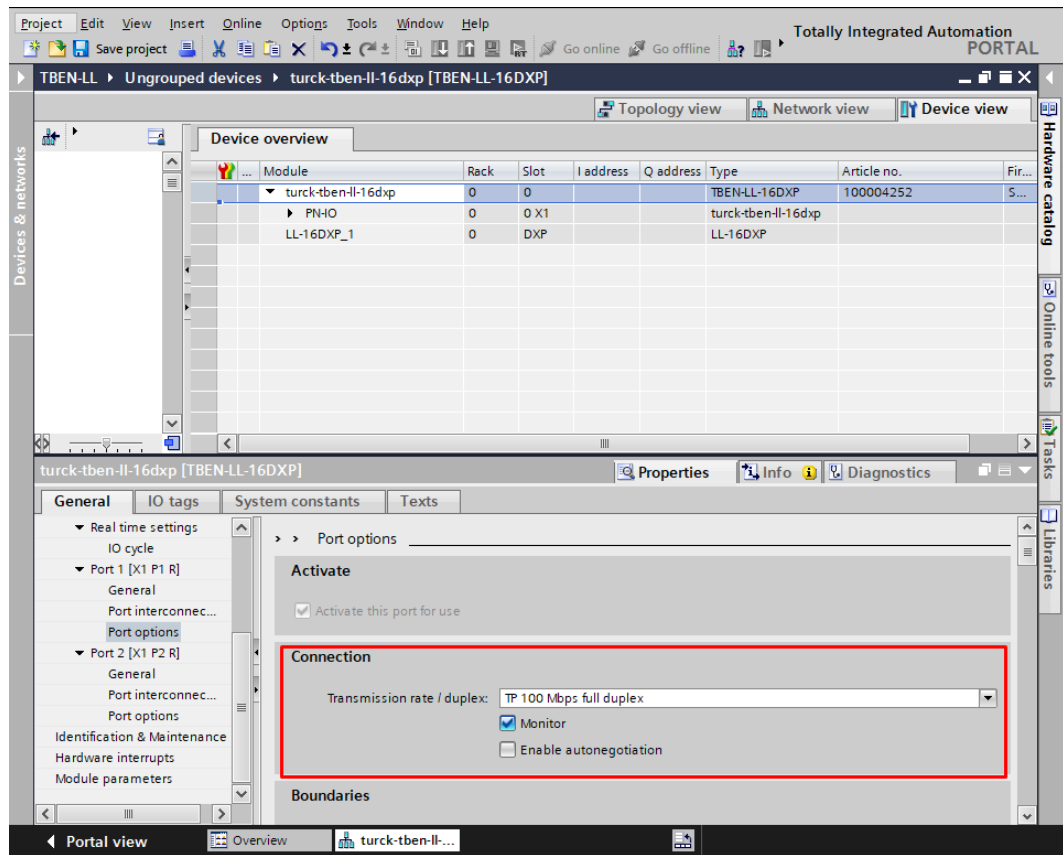 Project Edit View Insert Online Options Tools Window Help
Totally Integrated Automation
PORTAL
Save project Go online Go offline
TBEN-LL ▸ Ungrouped devices ▸ turck-tben-ll-16dxp [TBEN-LL-16DXP]
Topology view Network view Device view
Device overview
... Module Rack Slot I address Q address Type Article no. Fir...
turck-tben-ll-16dxp 0 0 TBEN-LL-16DXP 100004252 S...
PN-IO 0 0 X1 turck-tben-ll-16dxp
LL-16DXP_1 0 DXP LL-16DXP
Devices & networks
Hardware catalog
Online tools
Tasks
Libraries
turck-tben-ll-16dxp [TBEN-LL-16DXP]
Properties Info Diagnostics
General IO tags System constants Texts
Real time settings
IO cycle
Port 1 [X1 P1 R]
General
Port interconnec...
Port options
Port 2 [X1 P2 R]
General
Port interconnec...
Port options
Identification & Maintenance
Hardware interrupts
Module parameters
> > Port options
Activate
Activate this port for use
Connection
Transmission rate / duplex: TP 100 Mbps full duplex
Monitor
Enable autonegotiation
Boundaries
Portal view Overview turck-tben-ll-...